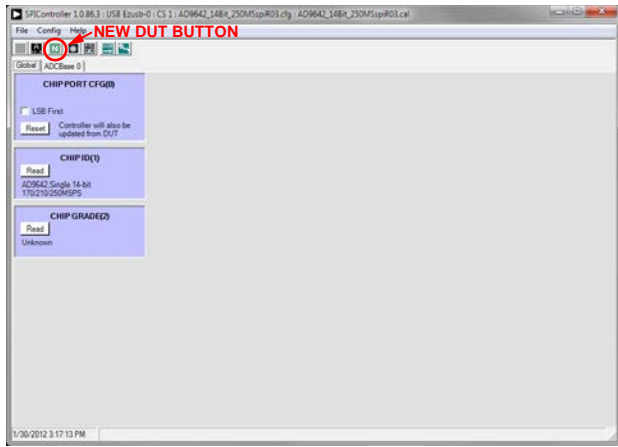 SPIController 1.0.86.3 : USB Ezusb-0 : CS 1 : AD9642_14Bit_250MSspiR03.cfg : AD9642_14Bit_250MSspiR03.cal
File Config Help
NEW DUT BUTTON
Global ADCBase 0
CHIP PORT CFG(0)
LSB First
Reset Controller will also be
updated from DUT
CHIP ID(1)
Read
AD9642 Single 14-bit
170/210/250MSPS
CHIP GRADE(2)
Read
Unknown
1/30/2012 3:17:13 PM